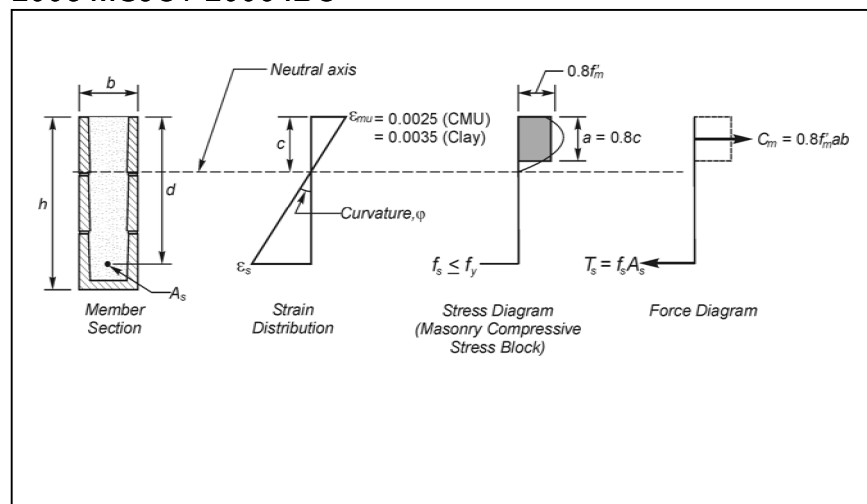 Neutral axis
b
0.8f'm
εmu = 0.0025 (CMU)
= 0.0035 (Clay)
c
a = 0.8c
Cm = 0.8f'mab
h
d
Curvature,φ
εs
fs ≤ fy
Ts = fsAs
As
Member
Section
Strain
Distribution
Stress Diagram
(Masonry Compressive
Stress Block)
Force Diagram